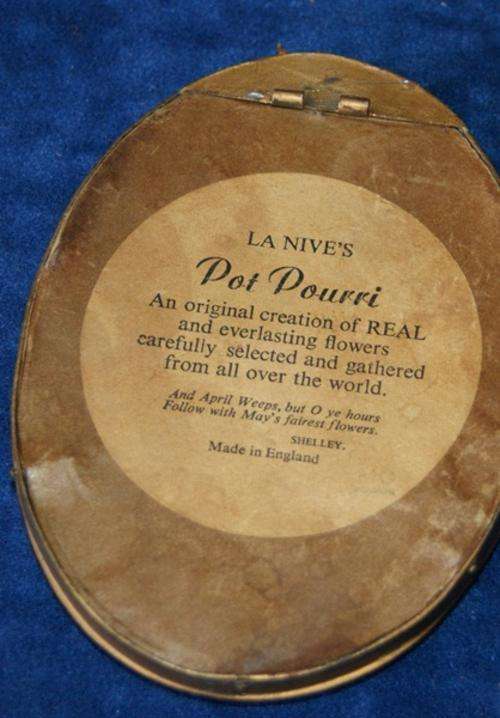 LA NIVE'S
Pot Pourri
An original creation of REAL
and everlasting flowers
carefully selected and gathered
from all over the world.
And April Weeps, but O ye hours
Follow with May's fairest flowers.
SHELLEY.
Made in England